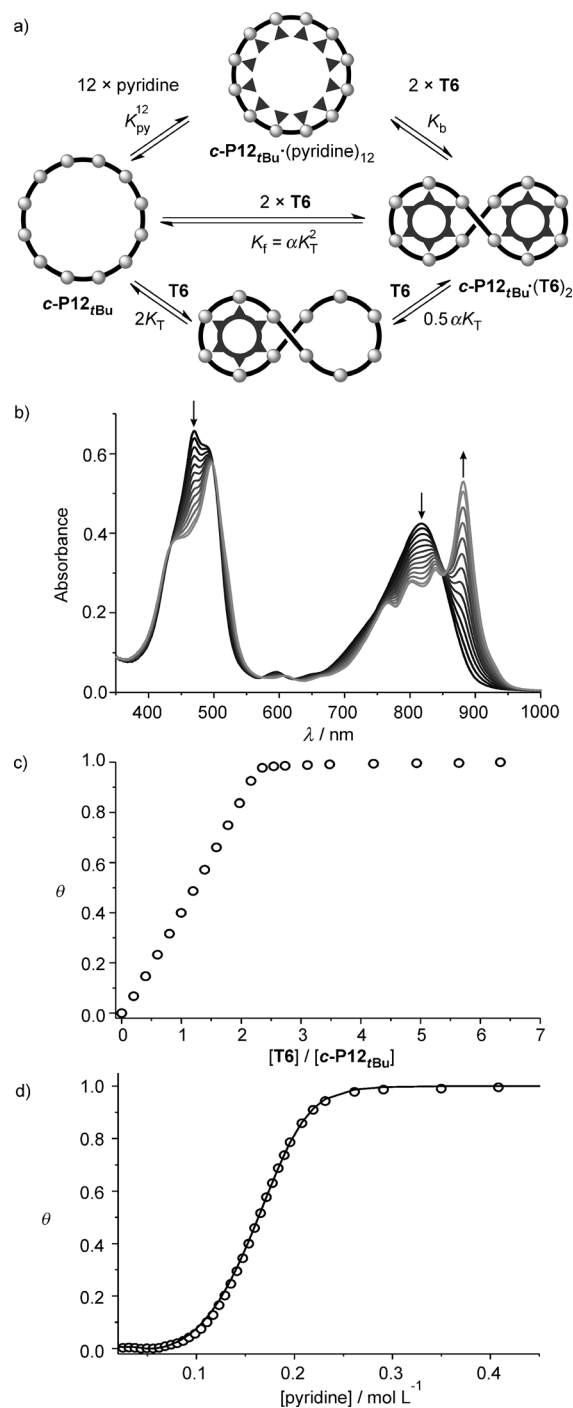 a)
12 × pyridine
2 × T6
K_py^12
K_b
c-P12_tBu·(pyridine)_12
2 × T6
K_f = αK_T^2
c-P12_tBu
T6
T6
c-P12_tBu·(T6)_2
2K_T
0.5 αK_T
b)
0.6
0.4
0.2
0.0
Absorbance
400 500 600 700 800 900 1000
λ / nm
c)
1.0
0.8
0.6
0.4
0.2
0.0
θ
0 1 2 3 4 5 6 7
[T6] / [c-P12_tBu]
d)
1.0
0.8
0.6
0.4
0.2
0.0
θ
0.1 0.2 0.3 0.4
[pyridine] / mol L⁻¹